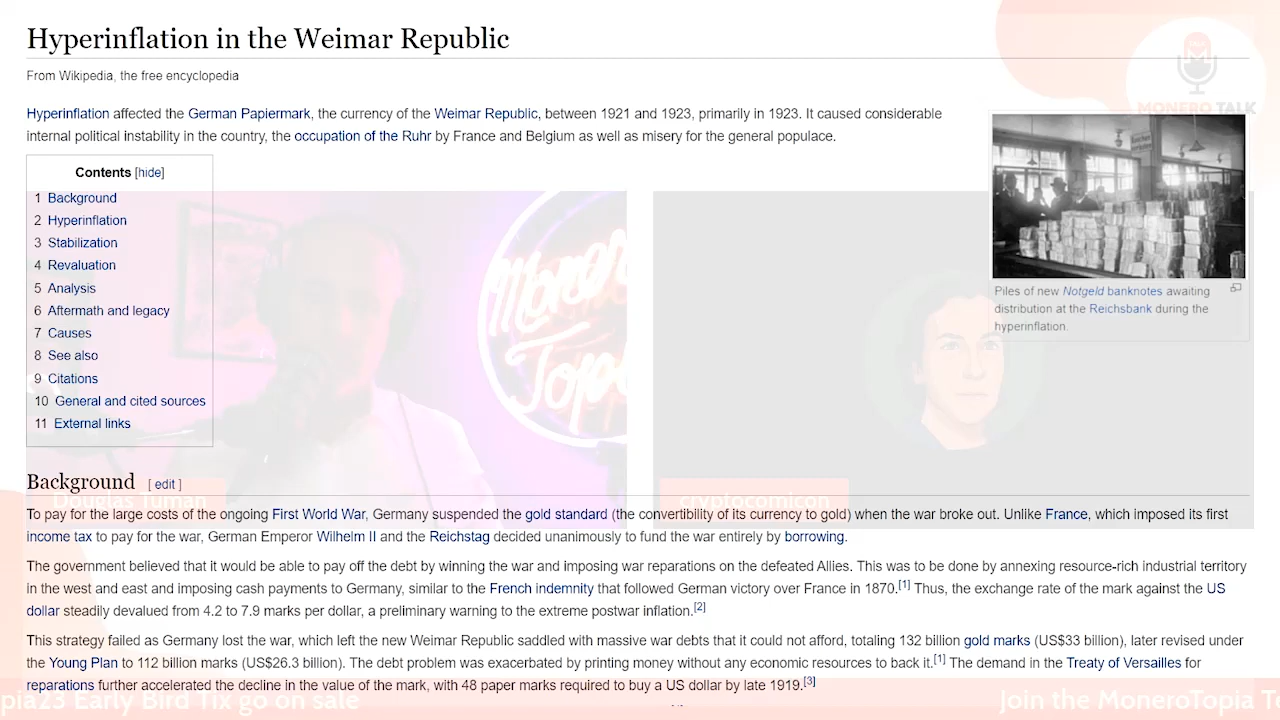 Hyperinflation in the Weimar Republic
MONERO TALK
From Wikipedia, the free encyclopedia
Hyperinflation affected the German Papiermark, the currency of the Weimar Republic, between 1921 and 1923, primarily in 1923. It caused considerable
internal political instability in the country, the occupation of the Ruhr by France and Belgium as well as misery for the general populace.
Contents [hide]
1 Background
2 Hyperinflation
3 Stabilization
4 Revaluation
5 Analysis
6 Aftermath and legacy
7 Causes
8 See also
9 Citations
10 General and cited sources
11 External links
Monero
Topi
Piles of new Notgeld banknotes awaiting
distribution at the Reichsbank during the
hyperinflation.
Background [ edit ]
Douglas Tuman
cryptocomicon
To pay for the large costs of the ongoing First World War, Germany suspended the gold standard (the convertibility of its currency to gold) when the war broke out. Unlike France, which imposed its first
income tax to pay for the war, German Emperor Wilhelm II and the Reichstag decided unanimously to fund the war entirely by borrowing.
The government believed that it would be able to pay off the debt by winning the war and imposing war reparations on the defeated Allies. This was to be done by annexing resource-rich industrial territory
in the west and east and imposing cash payments to Germany, similar to the French indemnity that followed German victory over France in 1870.[1] Thus, the exchange rate of the mark against the US
dollar steadily devalued from 4.2 to 7.9 marks per dollar, a preliminary warning to the extreme postwar inflation.[2]
This strategy failed as Germany lost the war, which left the new Weimar Republic saddled with massive war debts that it could not afford, totaling 132 billion gold marks (US$33 billion), later revised under
the Young Plan to 112 billion marks (US$26.3 billion). The debt problem was exacerbated by printing money without any economic resources to back it.[1] The demand in the Treaty of Versailles for
reparations further accelerated the decline in the value of the mark, with 48 paper marks required to buy a US dollar by late 1919.[3]
pia23 Early Bird Tix go on sale
Join the MoneroTopia T